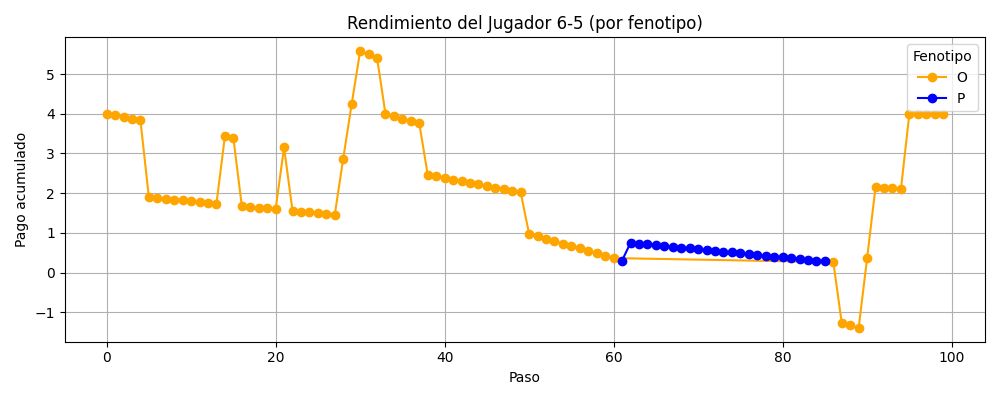 Rendimiento del Jugador 6-5 (por fenotipo)
Pago acumulado
5
4
3
2
1
0
−1
0 20 40 60 80 100
Paso
Fenotipo
O
P